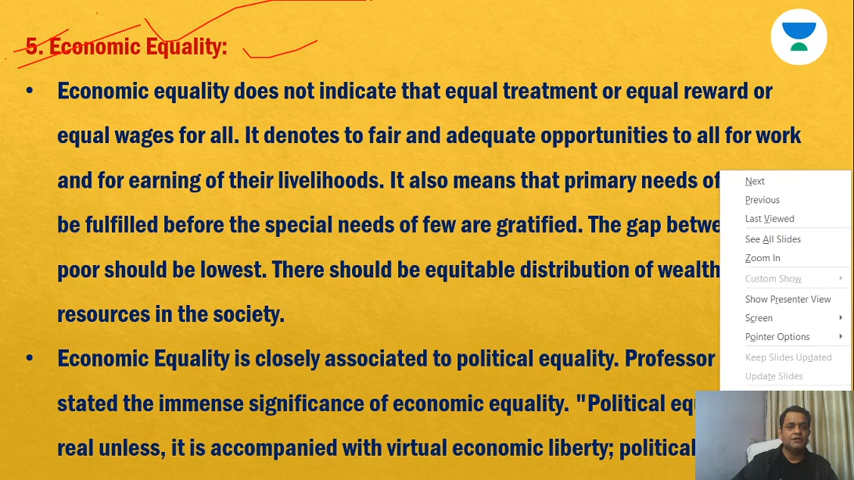 5. Economic Equality:
• Economic equality does not indicate that equal treatment or equal reward or
equal wages for all. It denotes to fair and adequate opportunities to all for work
and for earning of their livelihoods. It also means that primary needs of
be fulfilled before the special needs of few are gratified. The gap
poor should be lowest. There should be equitable distribution of wealth
resources in the society.
• Economic Equality is closely associated to political equality. Professor
stated the immense significance of economic equality. "Political
real unless, it is accompanied with virtual economic liberty; political
Next
Previous
Last Viewed
See All Slides
Zoom In
Custom Show
Show Presenter View
Screen
Pointer Options
Keep Slides Updated
Update Slides